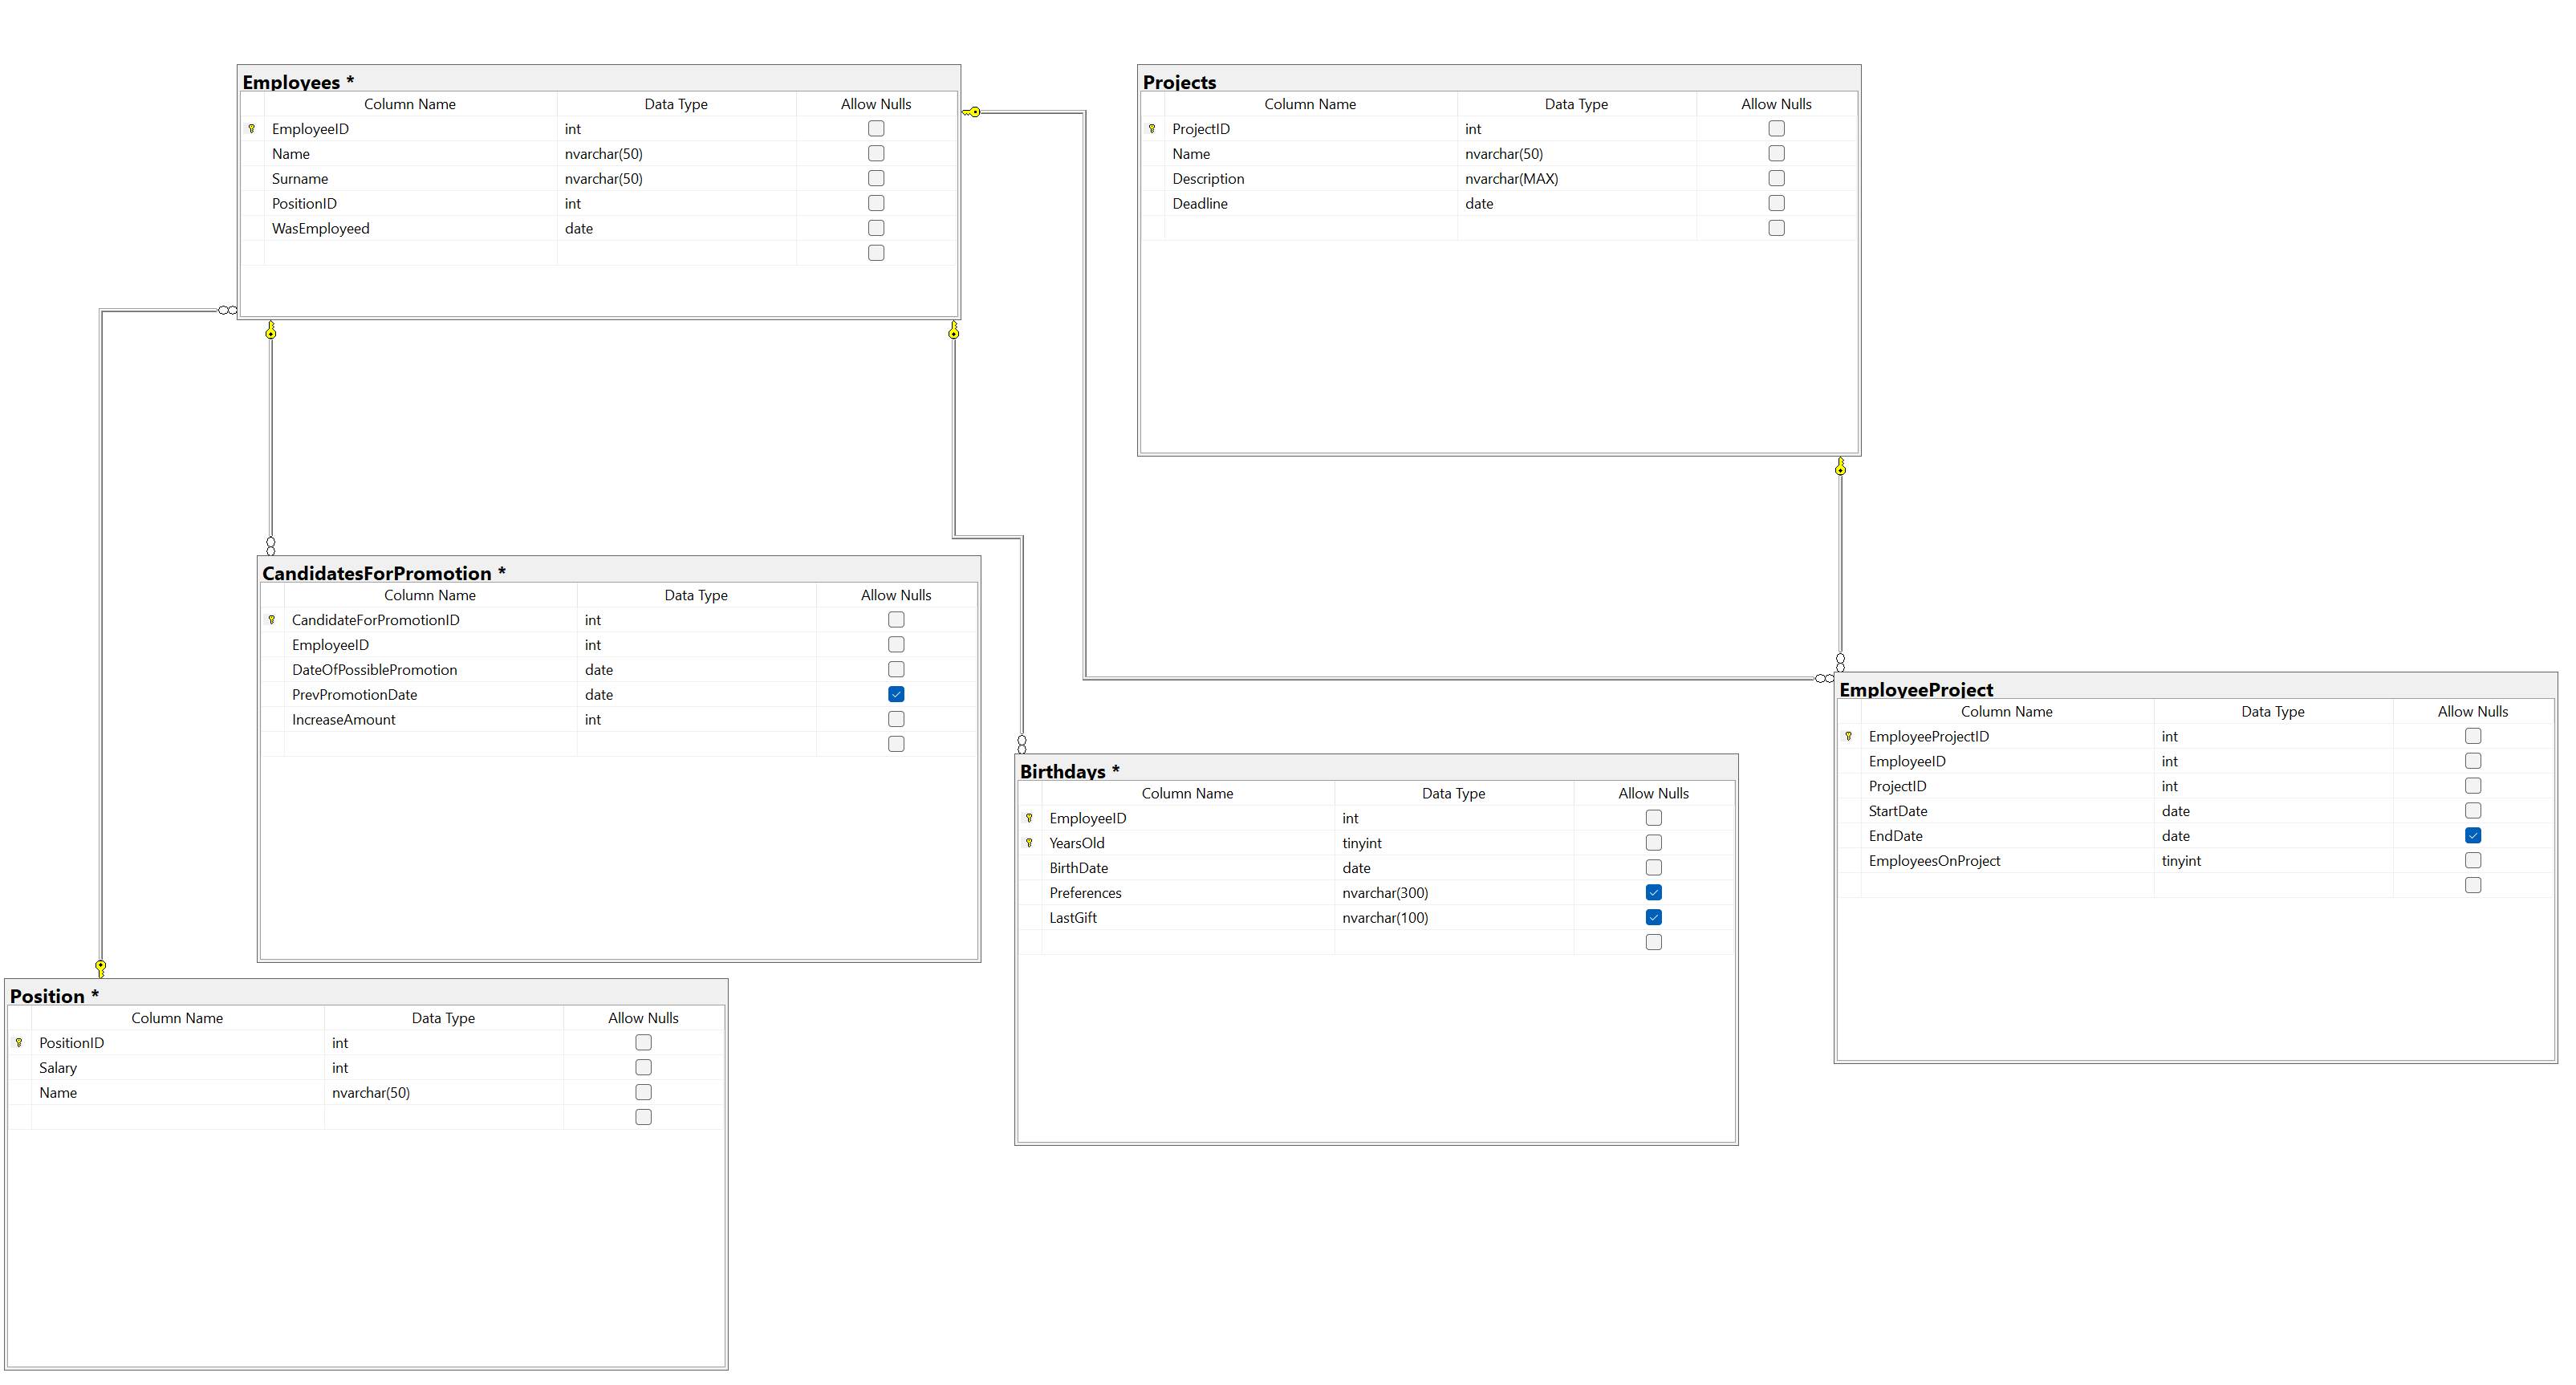 Employees *
Column Name Data Type Allow Nulls
EmployeeID int
Name nvarchar(50)
Surname nvarchar(50)
PositionID int
WasEmployeed date
Projects
Column Name Data Type Allow Nulls
ProjectID int
Name nvarchar(50)
Description nvarchar(MAX)
Deadline date
CandidatesForPromotion *
Column Name Data Type Allow Nulls
CandidateForPromotionID int
EmployeeID int
DateOfPossiblePromotion date
PrevPromotionDate date
IncreaseAmount int
EmployeeProject
Column Name Data Type Allow Nulls
EmployeeProjectID int
EmployeeID int
ProjectID int
StartDate date
EndDate date
EmployeesOnProject tinyint
Birthdays *
Column Name Data Type Allow Nulls
EmployeeID int
YearsOld tinyint
BirthDate date
Preferences nvarchar(300)
LastGift nvarchar(100)
Position *
Column Name Data Type Allow Nulls
PositionID int
Salary int
Name nvarchar(50)